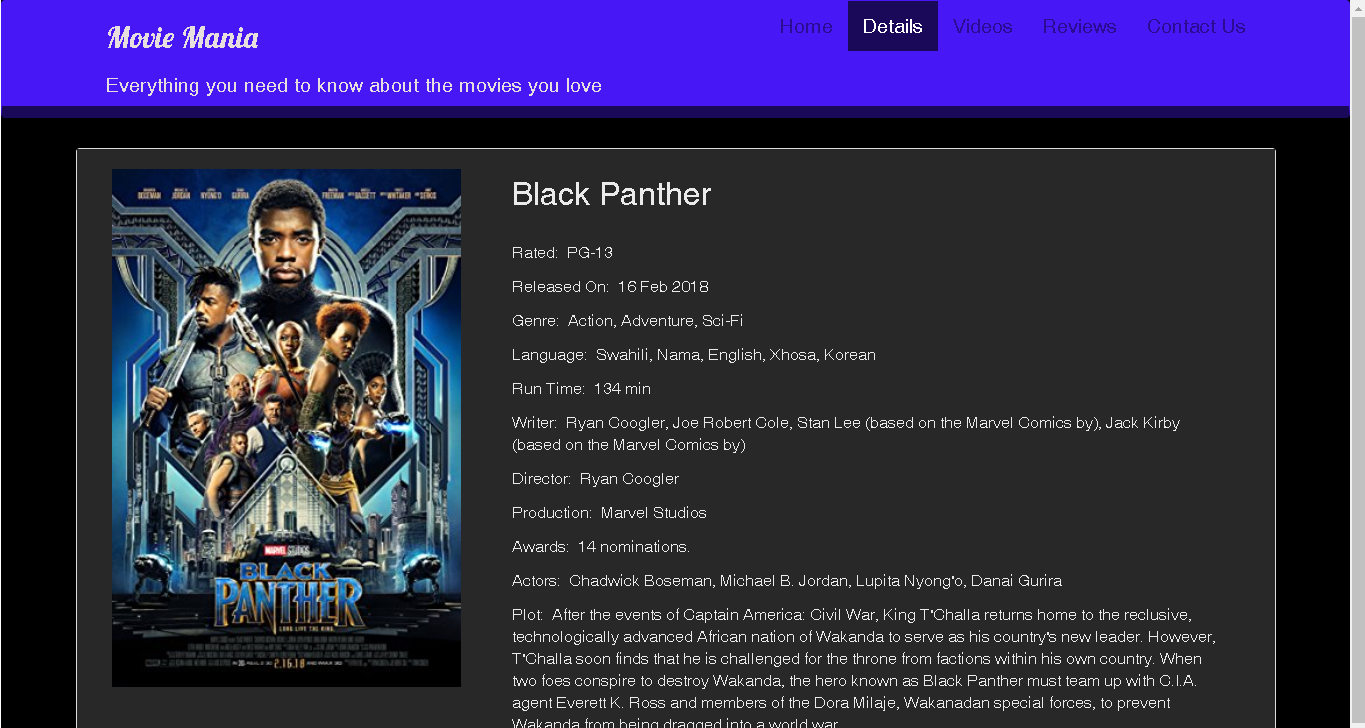 Movie Mania
Home Details Videos Reviews Contact Us
Everything you need to know about the movies you love
BOSEMAN JORDAN NYONG'O GURIRA FREEMAN BASSETT WHITAKER SERKIS
MARVEL STUDIOS
BLACK
PANTHER
LONG LIVE THE KING
2.16.18
Black Panther
Rated: PG-13
Released On: 16 Feb 2018
Genre: Action, Adventure, Sci-Fi
Language: Swahili, Nama, English, Xhosa, Korean
Run Time: 134 min
Writer: Ryan Coogler, Joe Robert Cole, Stan Lee (based on the Marvel Comics by), Jack Kirby
(based on the Marvel Comics by)
Director: Ryan Coogler
Production: Marvel Studios
Awards: 14 nominations.
Actors: Chadwick Boseman, Michael B. Jordan, Lupita Nyong'o, Danai Gurira
Plot: After the events of Captain America: Civil War, King T'Challa returns home to the reclusive,
technologically advanced African nation of Wakanda to serve as his country's new leader. However,
T'Challa soon finds that he is challenged for the throne from factions within his own country. When
two foes conspire to destroy Wakanda, the hero known as Black Panther must team up with C.I.A.
agent Everett K. Ross and members of the Dora Milaje, Wakanadan special forces, to prevent
Wakanda from being dragged into a world war.